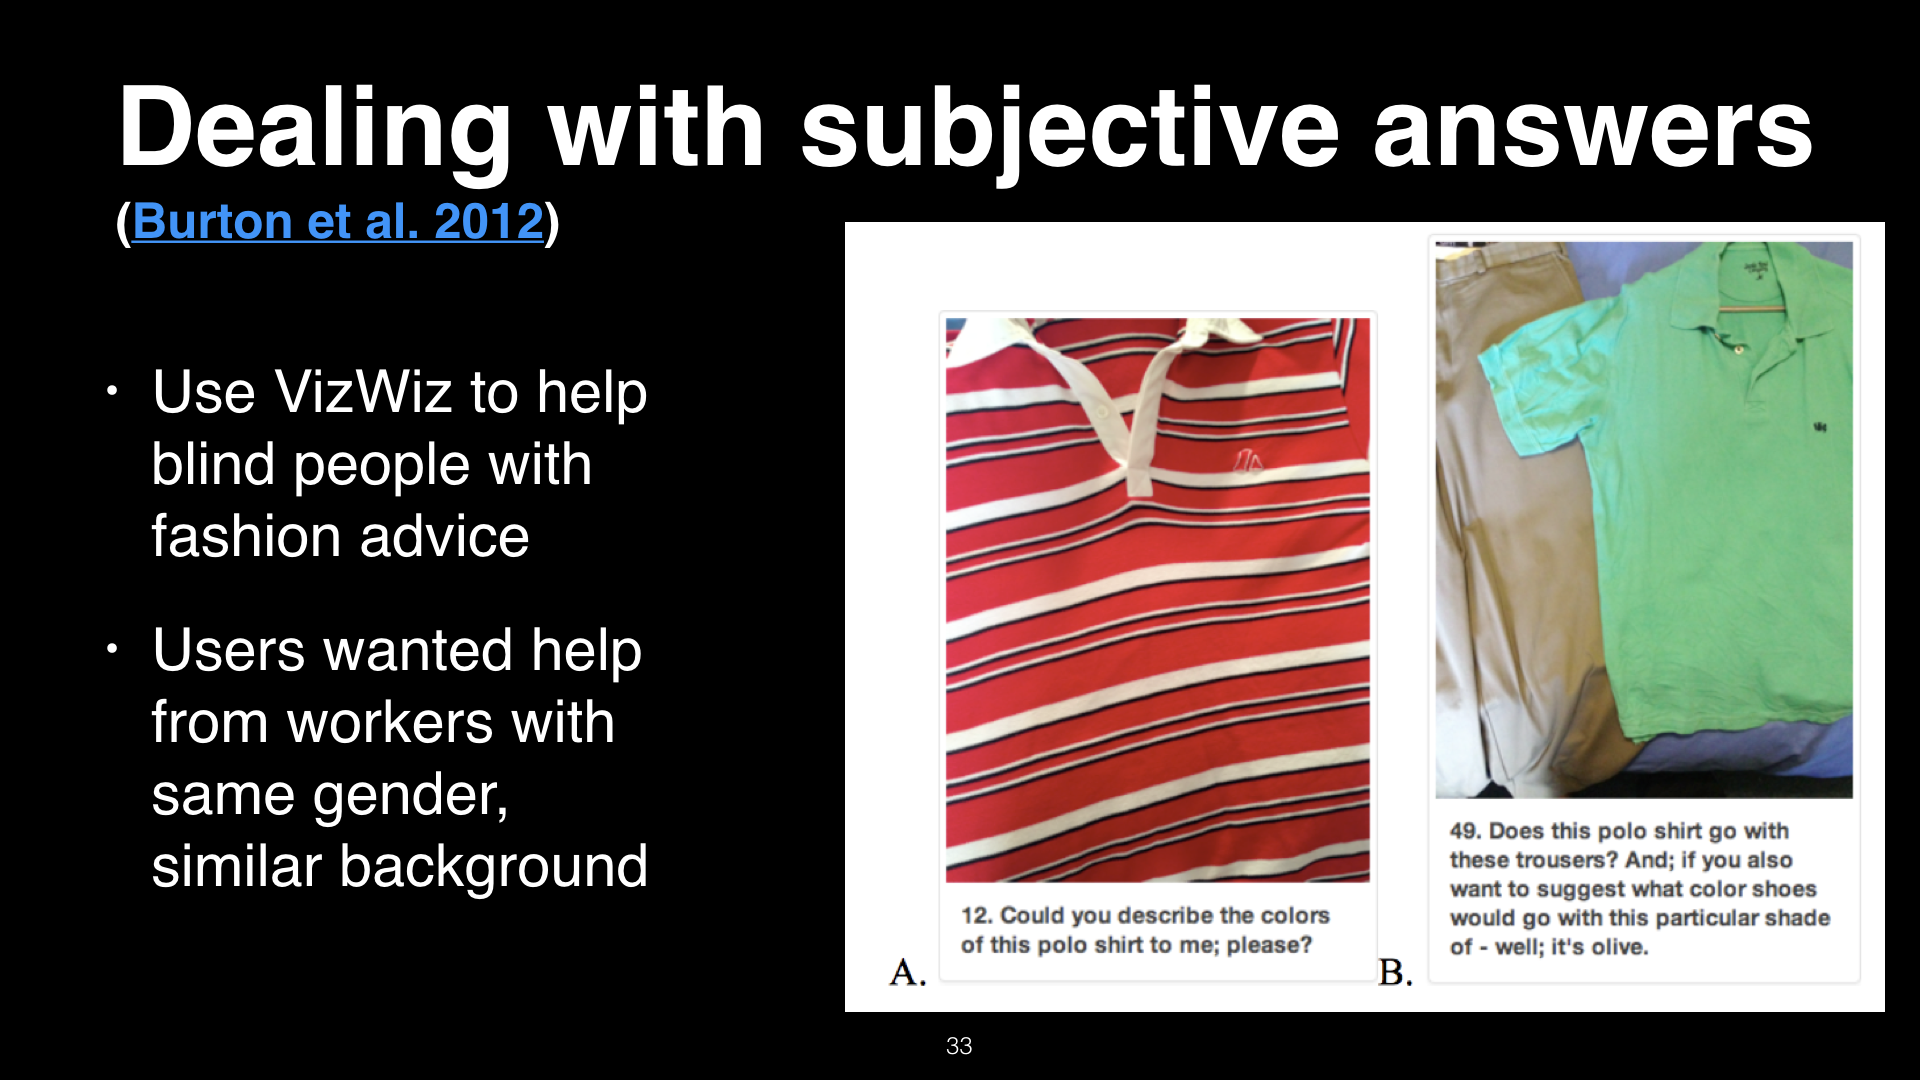 Dealing with subjective answers
(Burton et al. 2012)
• Use VizWiz to help
blind people with
fashion advice
• Users wanted help
from workers with
same gender,
similar background
12. Could you describe the colors
of this polo shirt to me; please?
A.
49. Does this polo shirt go with
these trousers? And; if you also
want to suggest what color shoes
would go with this particular shade
of - well; it's olive.
B.
33